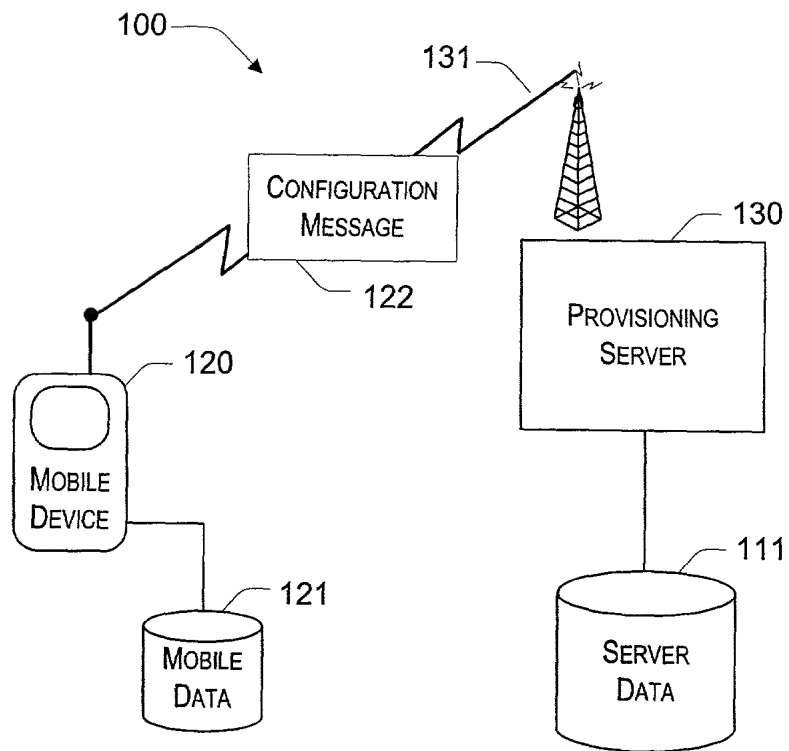 100
131
CONFIGURATION
MESSAGE
122
130
PROVISIONING
SERVER
120
MOBILE
DEVICE
121
MOBILE
DATA
111
SERVER
DATA